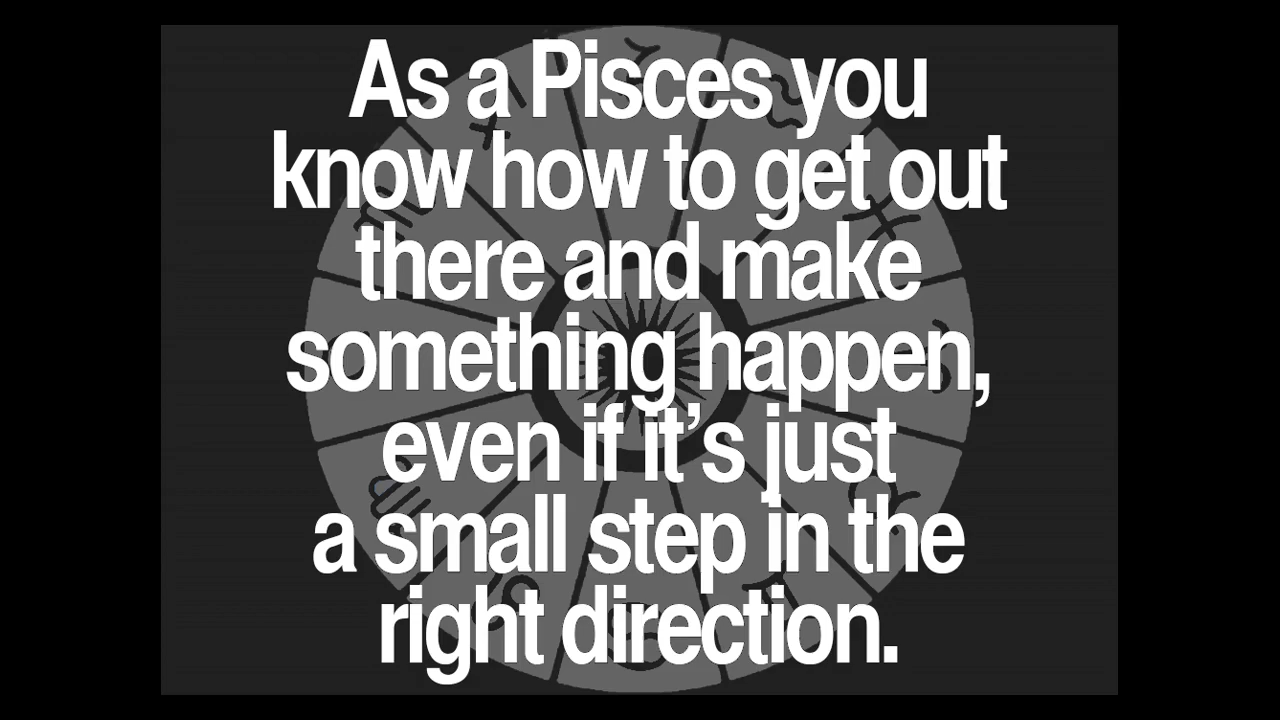 As a Pisces you
know how to get out
there and make
something happen,
even if it’s just
a small step in the
right direction.